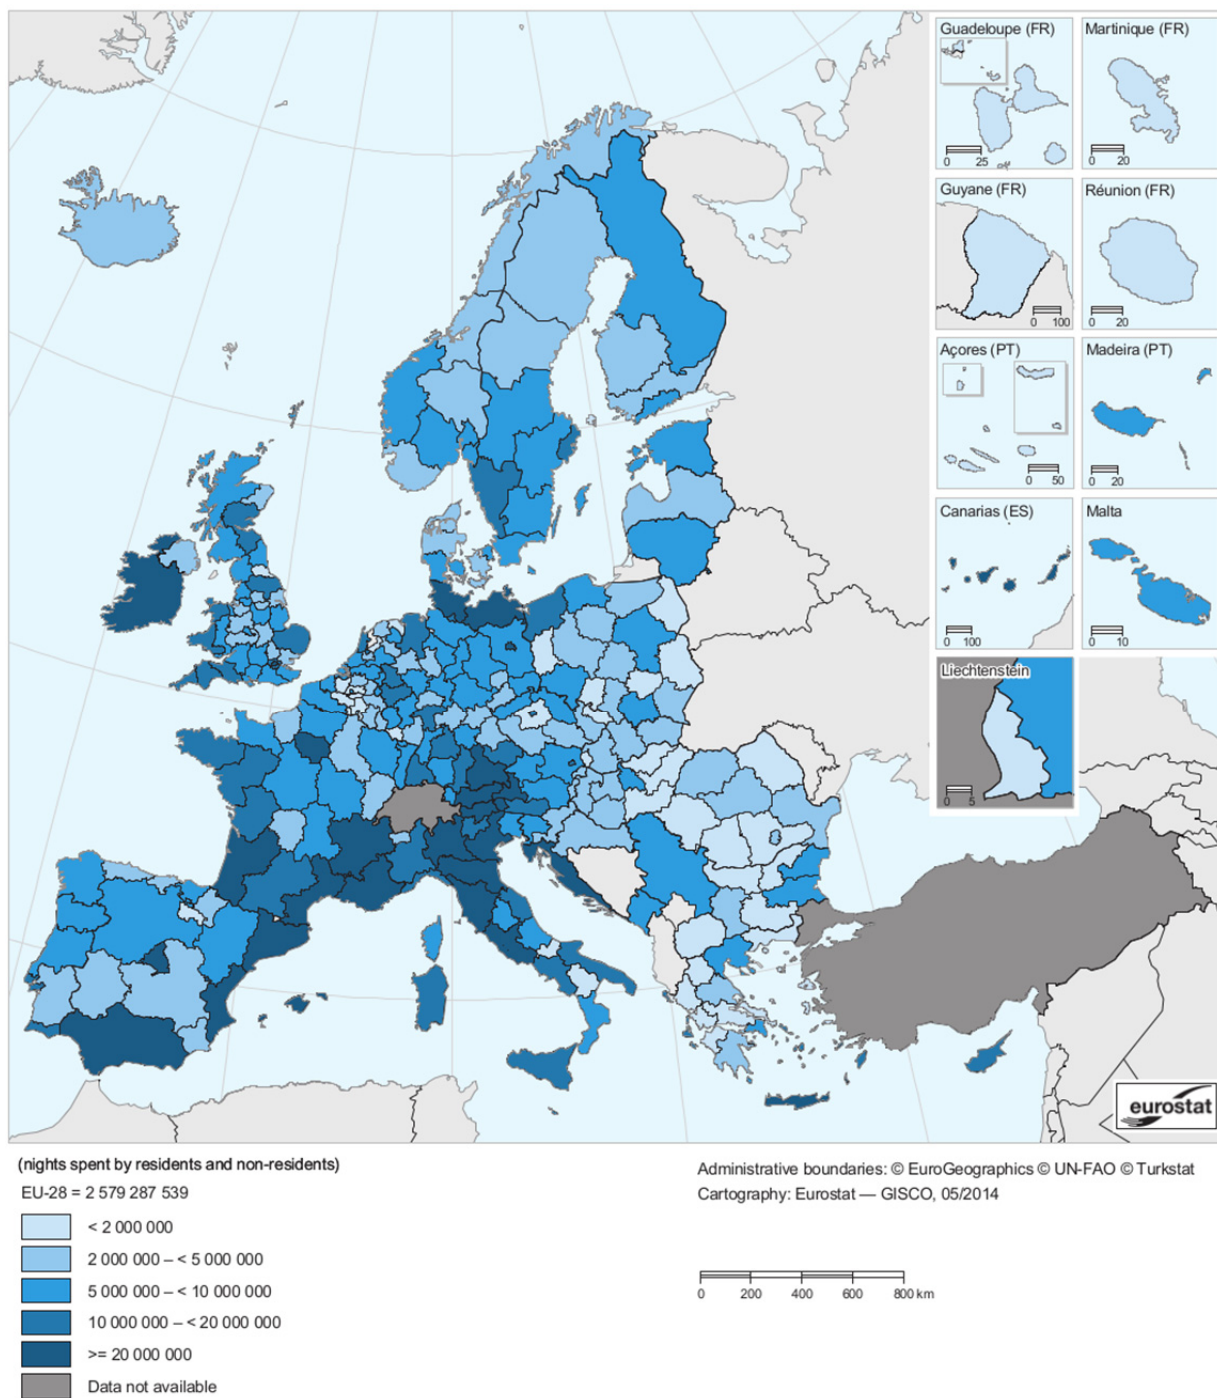 Guadeloupe (FR)
0 25
Martinique (FR)
0 20
Guyane (FR)
0 100
Réunion (FR)
0 20
Açores (PT)
0 50
Madeira (PT)
0 20
Canarias (ES)
0 100
Malta
0 10
Liechtenstein
0 5
eurostat
(nights spent by residents and non-residents)
EU-28 = 2 579 287 539
< 2 000 000
2 000 000 – < 5 000 000
5 000 000 – < 10 000 000
10 000 000 – < 20 000 000
>= 20 000 000
Data not available
Administrative boundaries: © EuroGeographics © UN-FAO © Turkstat
Cartography: Eurostat — GISCO, 05/2014
0 200 400 600 800 km